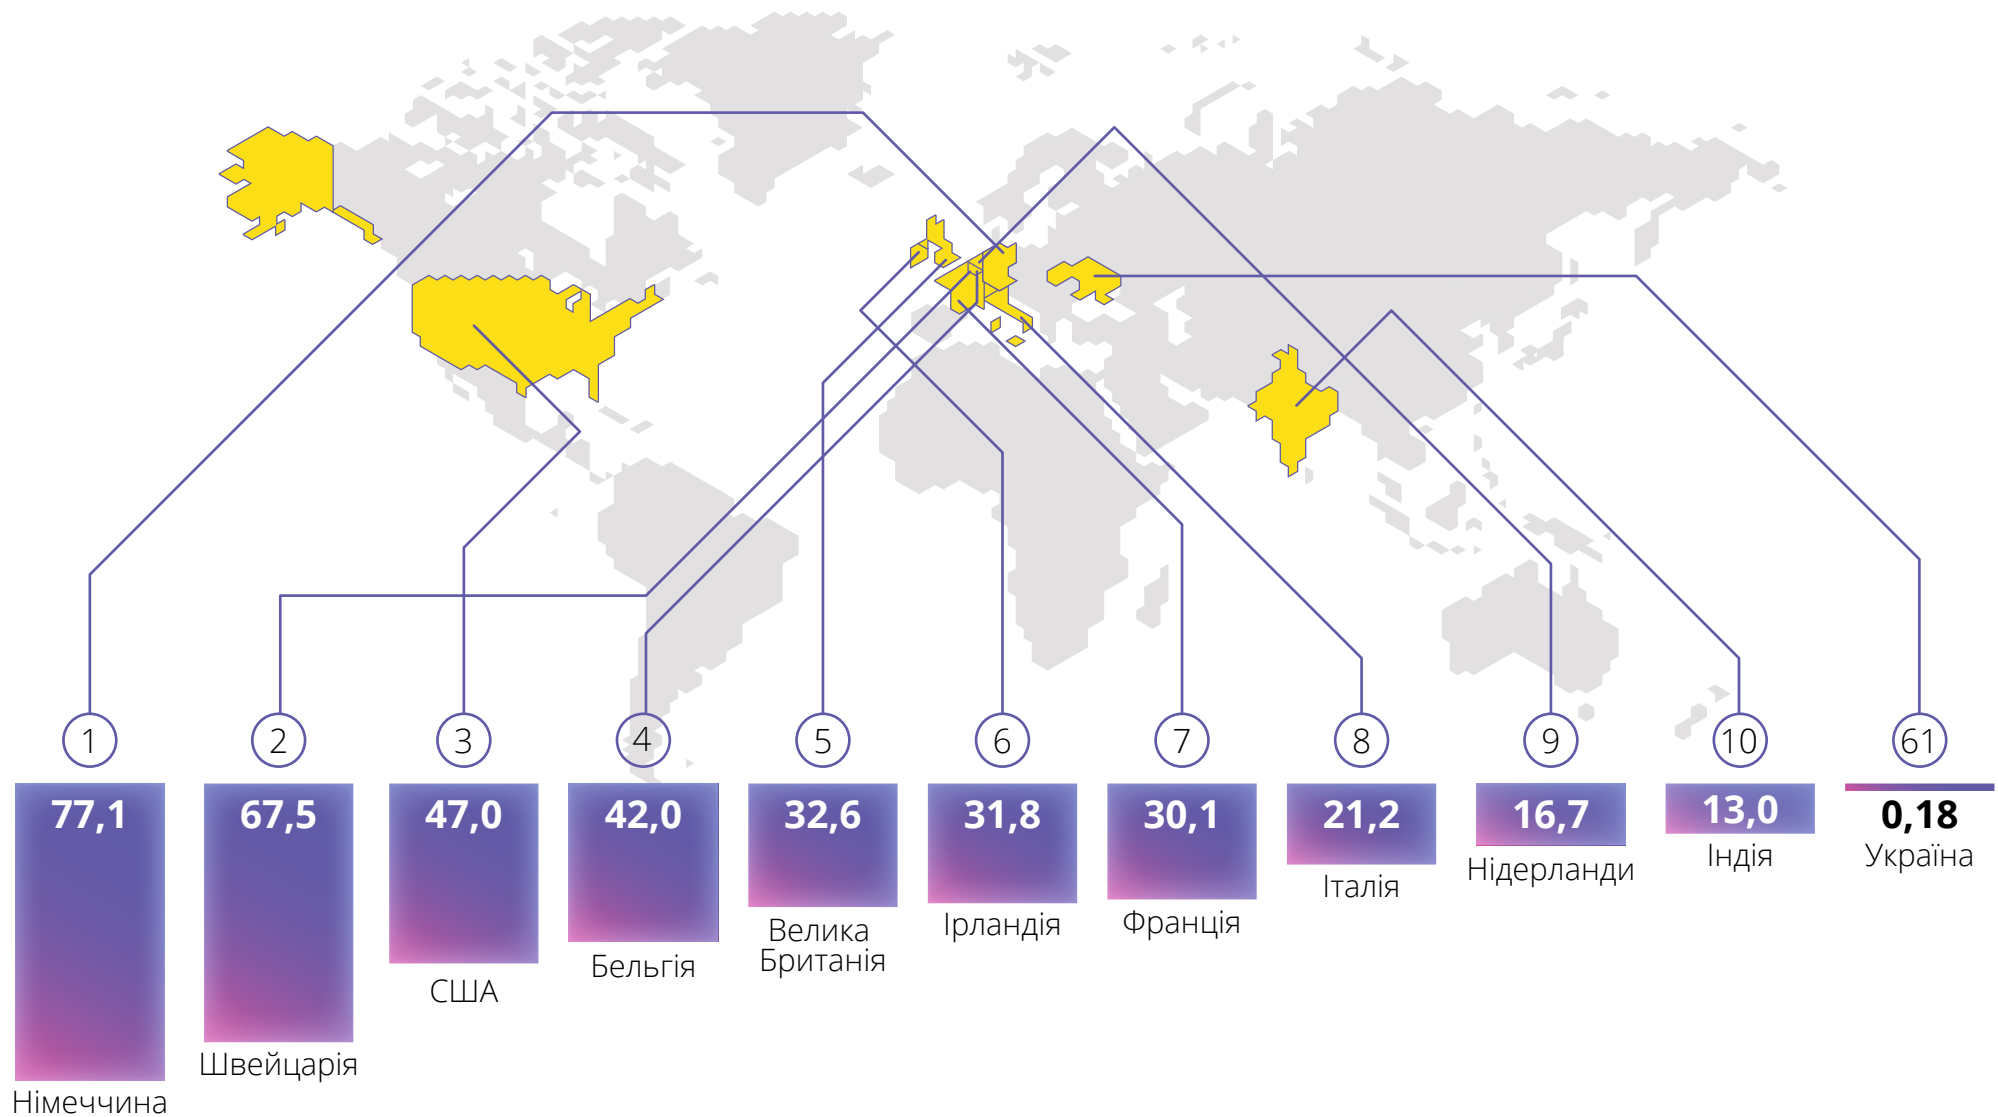 1
2
3
4
5
6
7
8
9
10
61
77,1
67,5
47,0
42,0
32,6
31,8
30,1
21,2
16,7
13,0
0,18
Німеччина
Швейцарія
США
Бельгія
Велика
Британія
Ірландія
Франція
Італія
Нідерланди
Індія
Україна